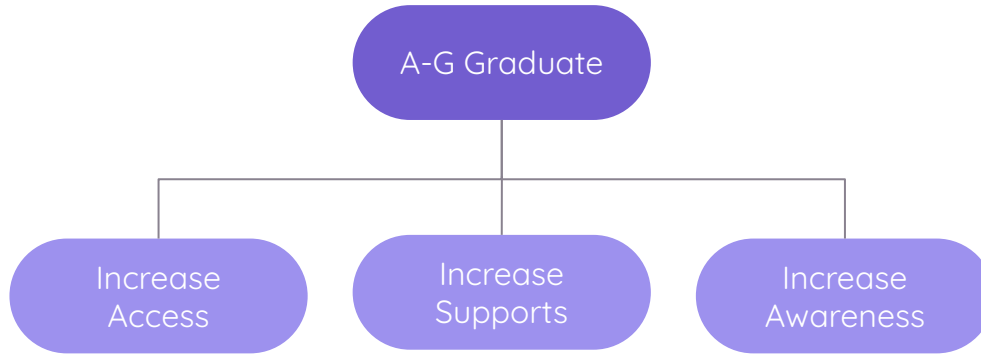 A-G Graduate
Increase
Access
Increase
Supports
Increase
Awareness